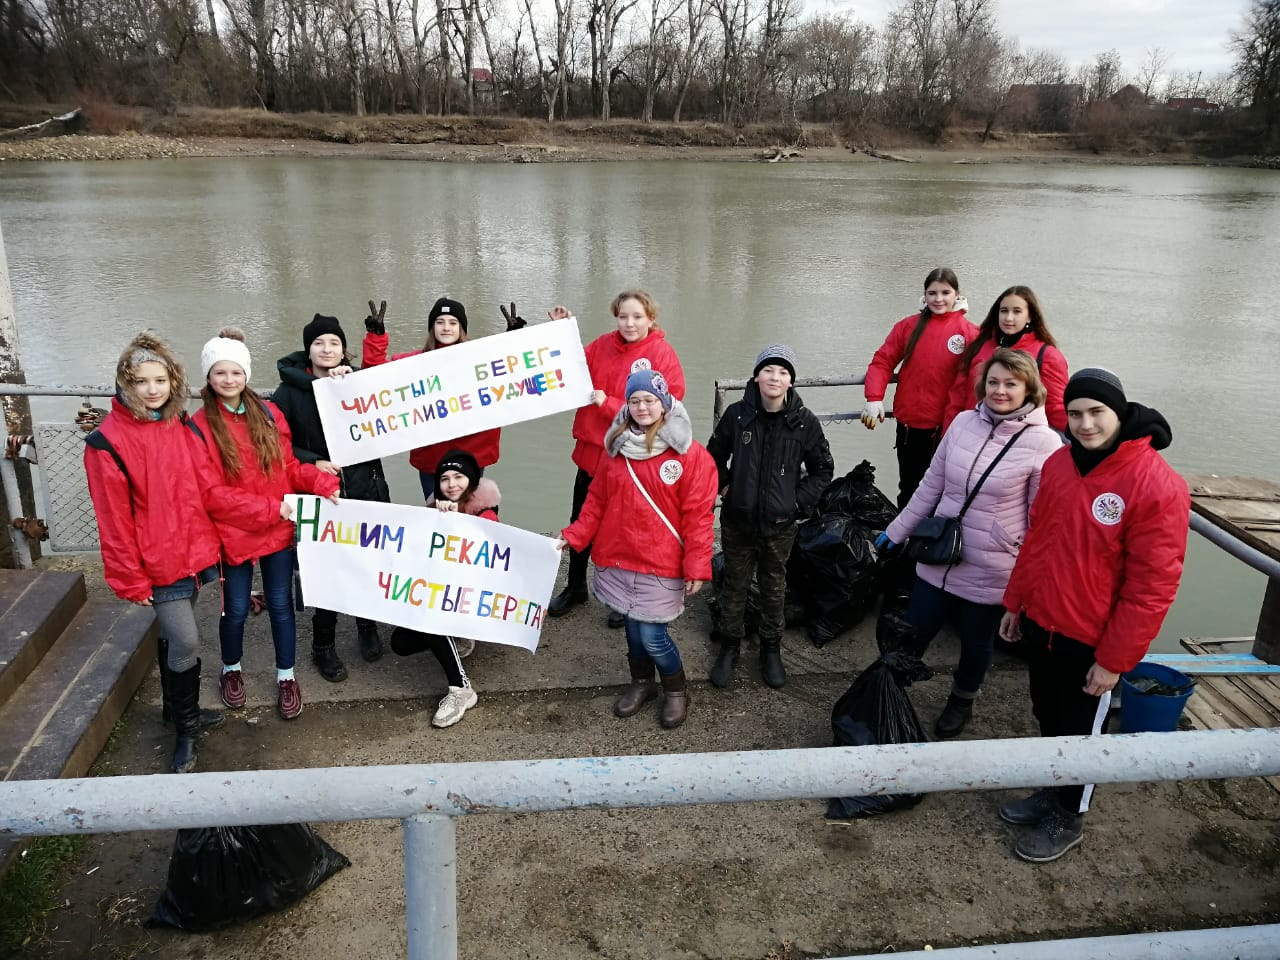 ЧИСТЫЙ БЕРЕГ-
СЧАСТЛИВОЕ БУДУЩЕЕ!
НАШИМ РЕКАМ
ЧИСТЫЕ БЕРЕГА